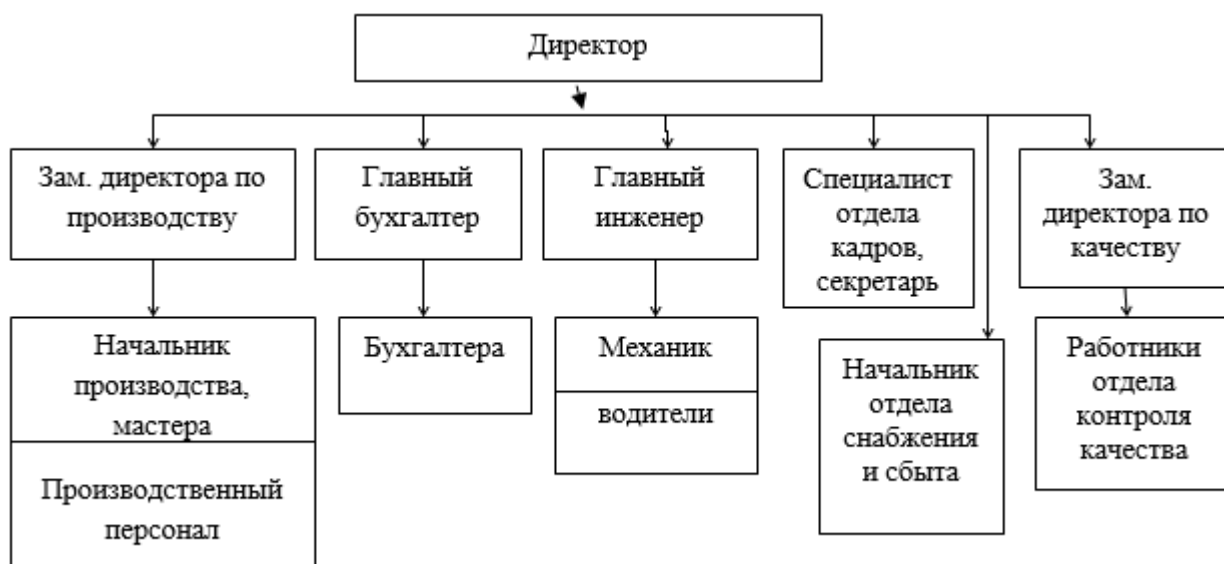 Директор
Зам. директора по
производству
Главный
бухгалтер
Главный
инженер
Специалист
отдела
кадров,
секретарь
Зам.
директора по
качеству
Начальник
производства,
мастера
Производственный
персонал
Бухгалтера
Механик
водители
Начальник
отдела
снабжения
и сбыта
Работники
отдела
контроля
качества